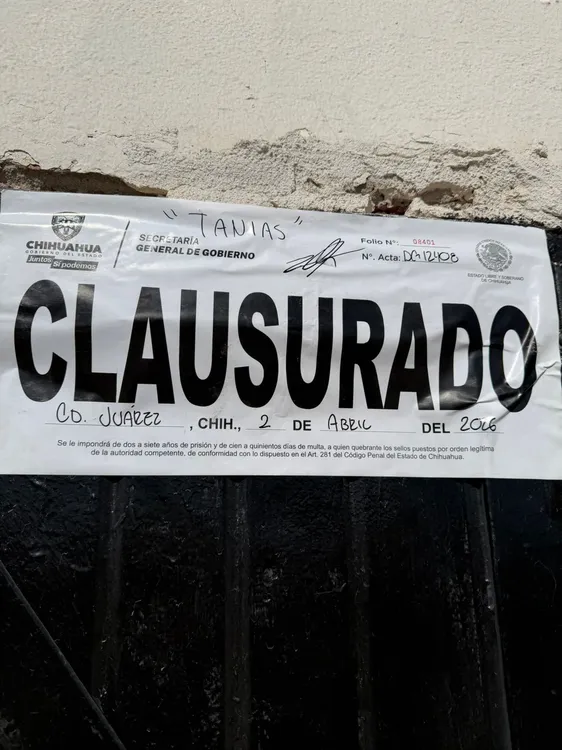 "TANIAS"
CHIHUAHUA
GOBIERNO DEL ESTADO
Juntos Sí podemos
SECRETARÍA
GENERAL DE GOBIERNO
Folio N°: 08401
N°. Acta: DG 12408
ESTADO LIBRE Y SOBERANO
DE CHIHUAHUA
CLAUSURADO
CD. JUÁREZ, CHIH., 2 DE ABRIL DEL 2026
Se le impondrá de dos a siete años de prisión y de cien a quinientos días de multa, a quien quebrante los sellos puestos por orden legítima
de la autoridad competente, de conformidad con lo dispuesto en el Art. 281 del Código Penal del Estado de Chihuahua.